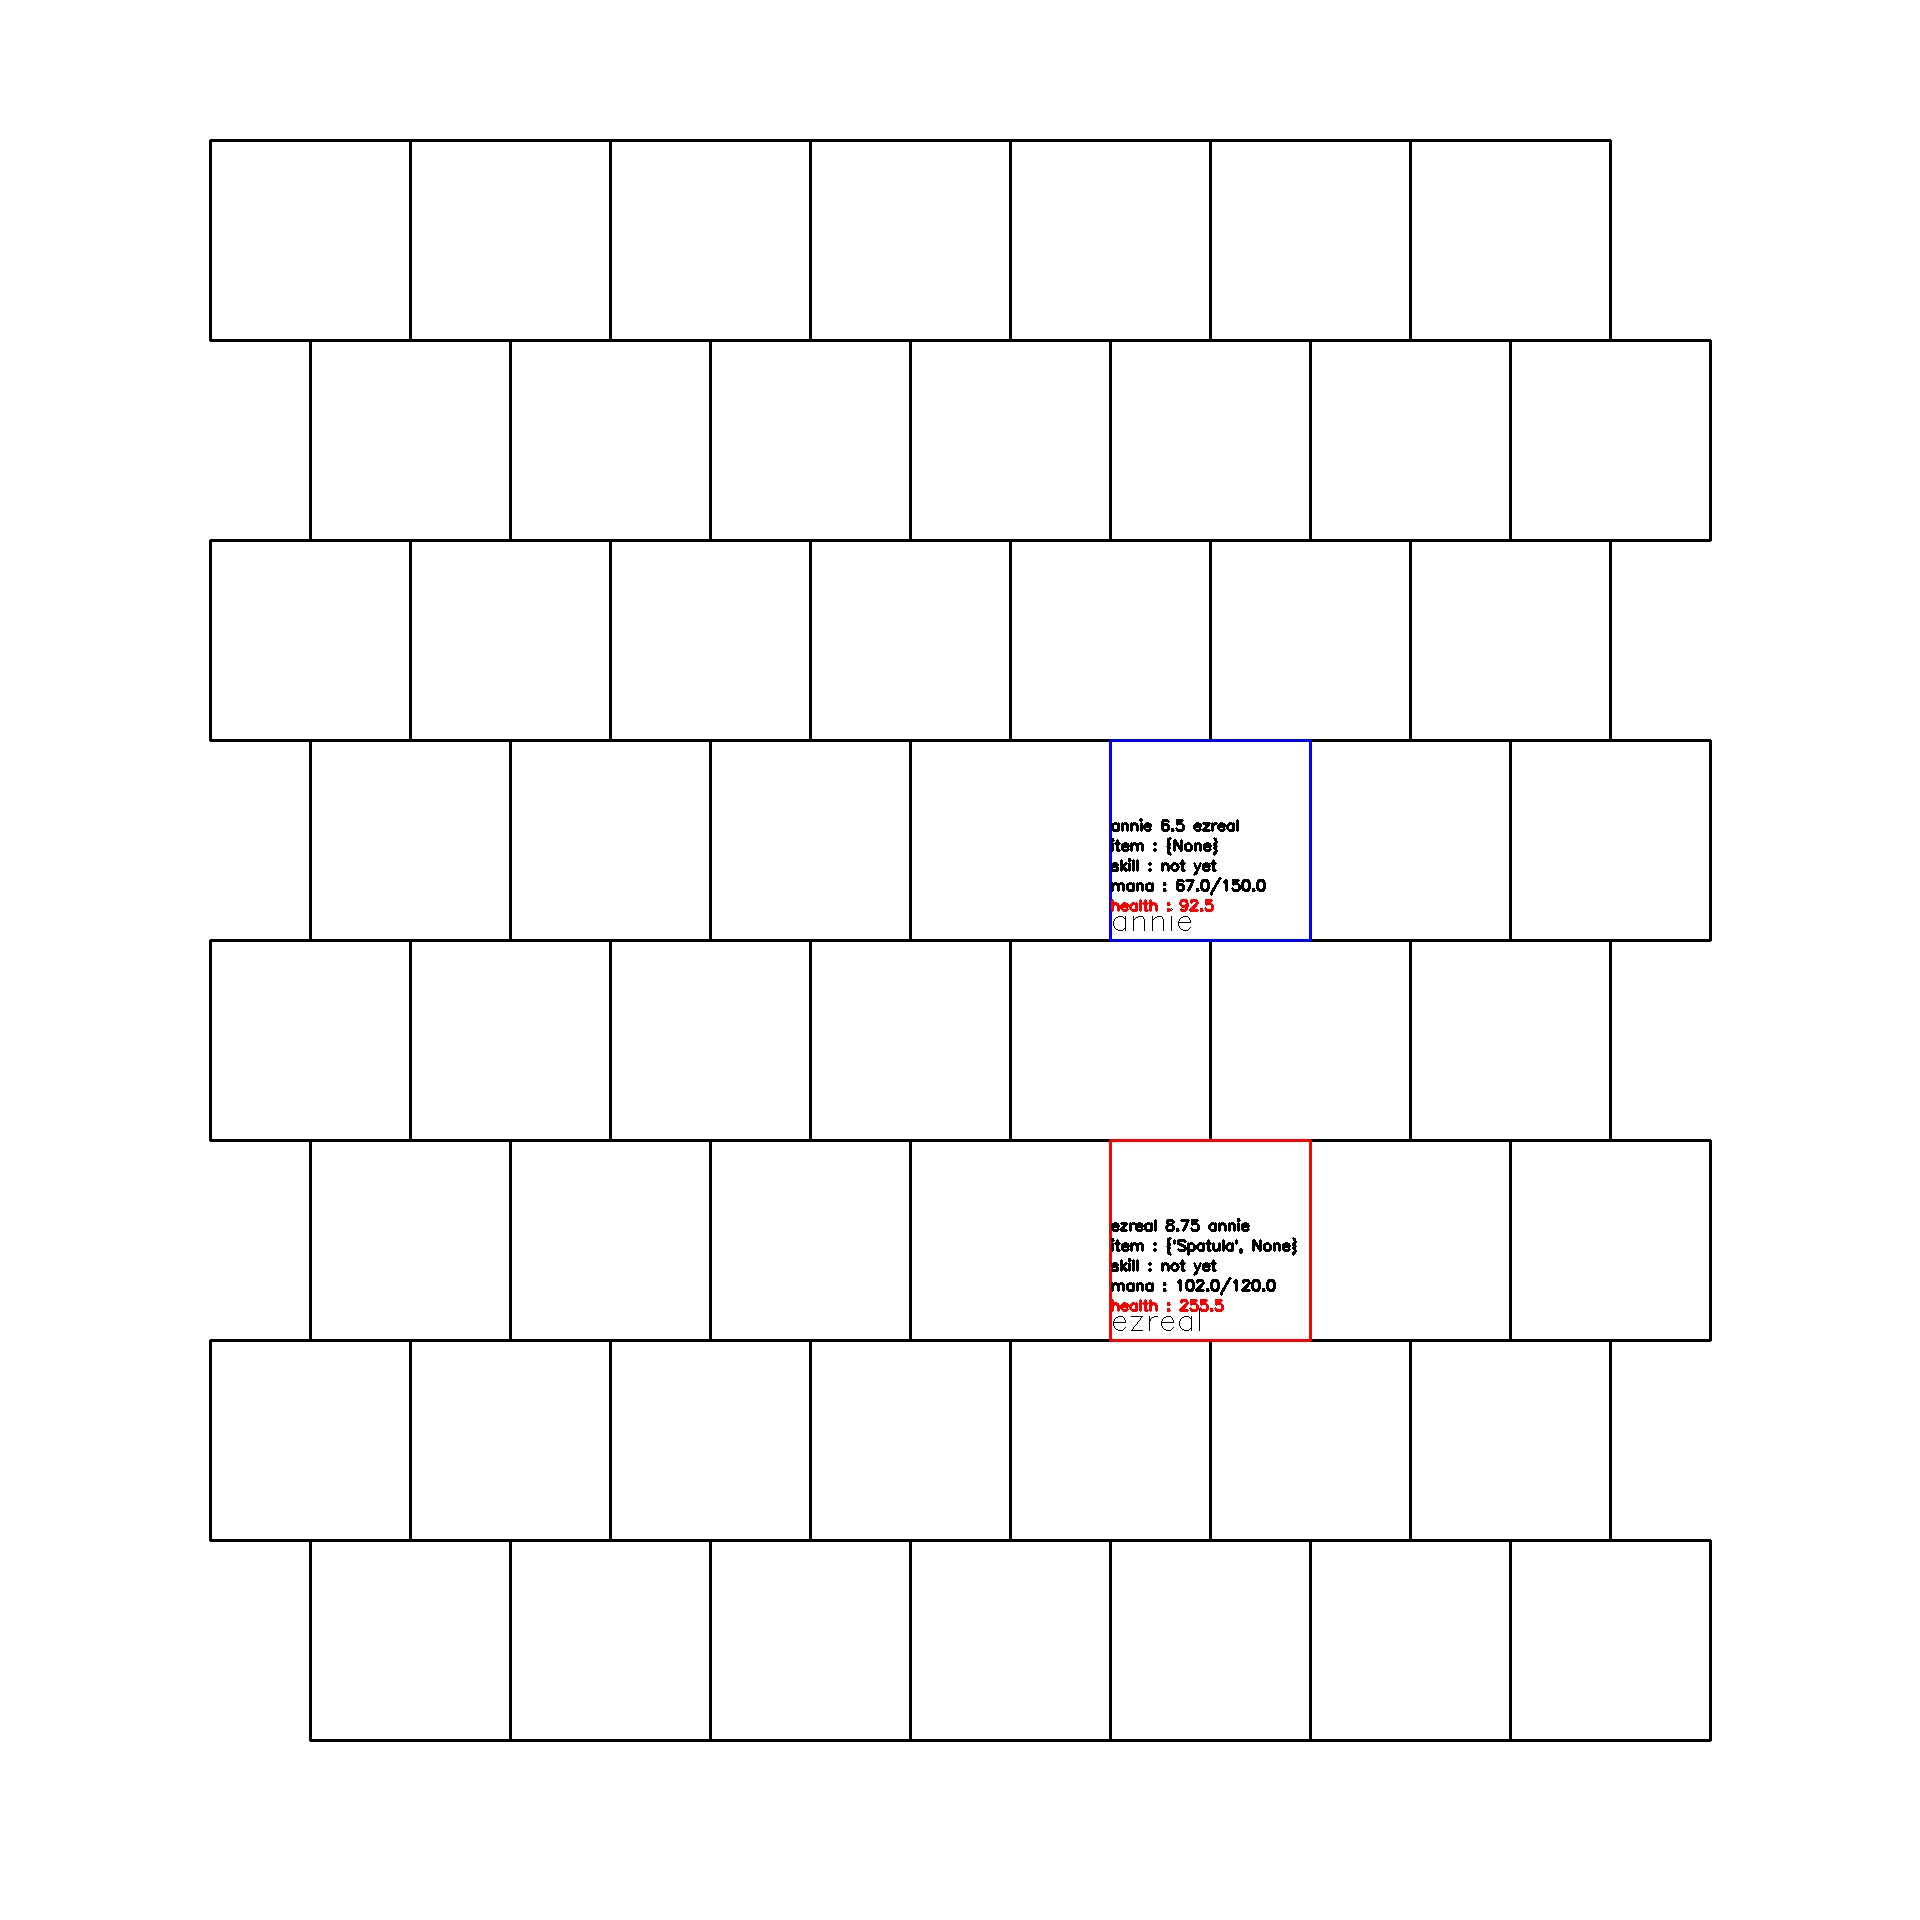 annie 6.5 ezreal
item : {None}
skill : not yet
mana : 67.0/150.0
health : 92.5
annie
ezreal 8.75 annie
item : {'Spatula', None}
skill : not yet
mana : 102.0/120.0
health : 255.5
ezreal